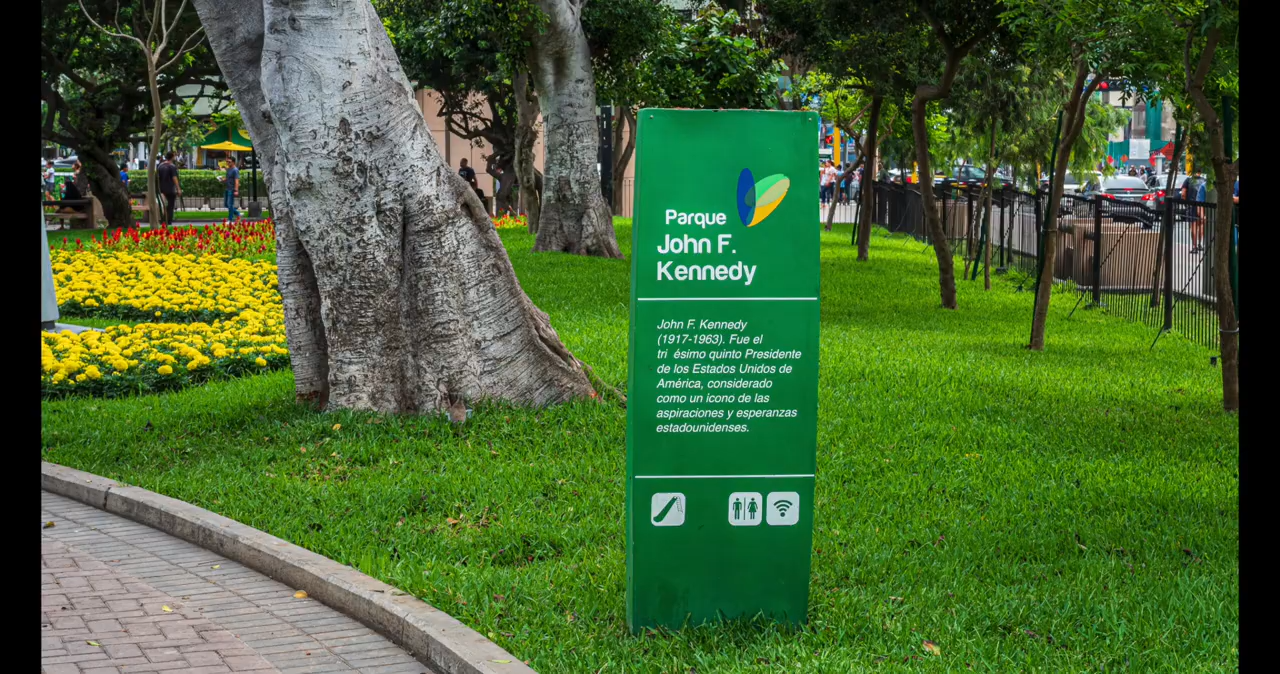 Parque
John F.
Kennedy
John F. Kennedy
(1917-1963). Fue el
tri ésimo quinto Presidente
de los Estados Unidos de
América, considerado
como un icono de las
aspiraciones y esperanzas
estadounidenses.